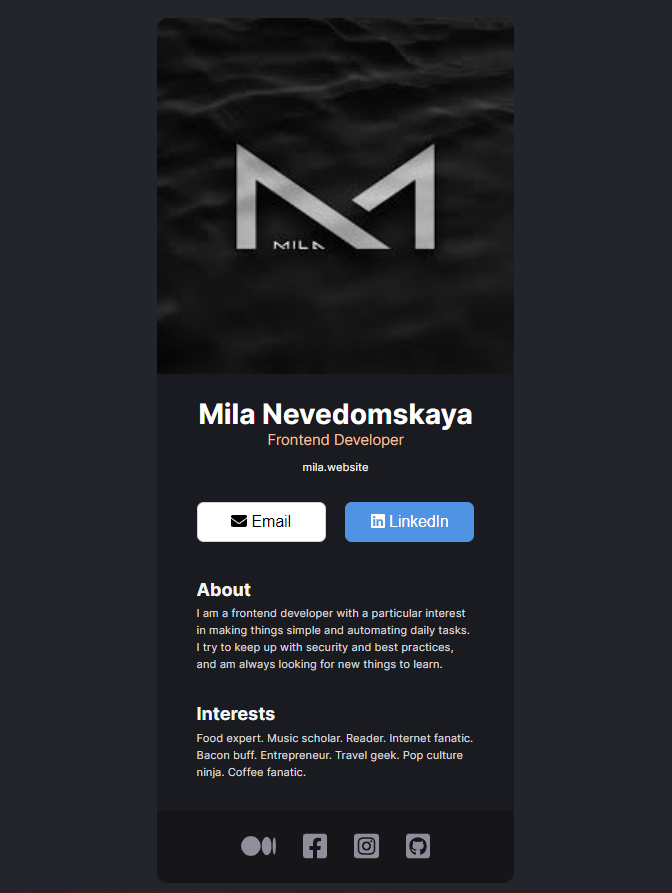 MILA
Mila Nevedomskaya
Frontend Developer
mila.website
Email
LinkedIn
About
I am a frontend developer with a particular interest
in making things simple and automating daily tasks.
I try to keep up with security and best practices,
and am always looking for new things to learn.
Interests
Food expert. Music scholar. Reader. Internet fanatic.
Bacon buff. Entrepreneur. Travel geek. Pop culture
ninja. Coffee fanatic.